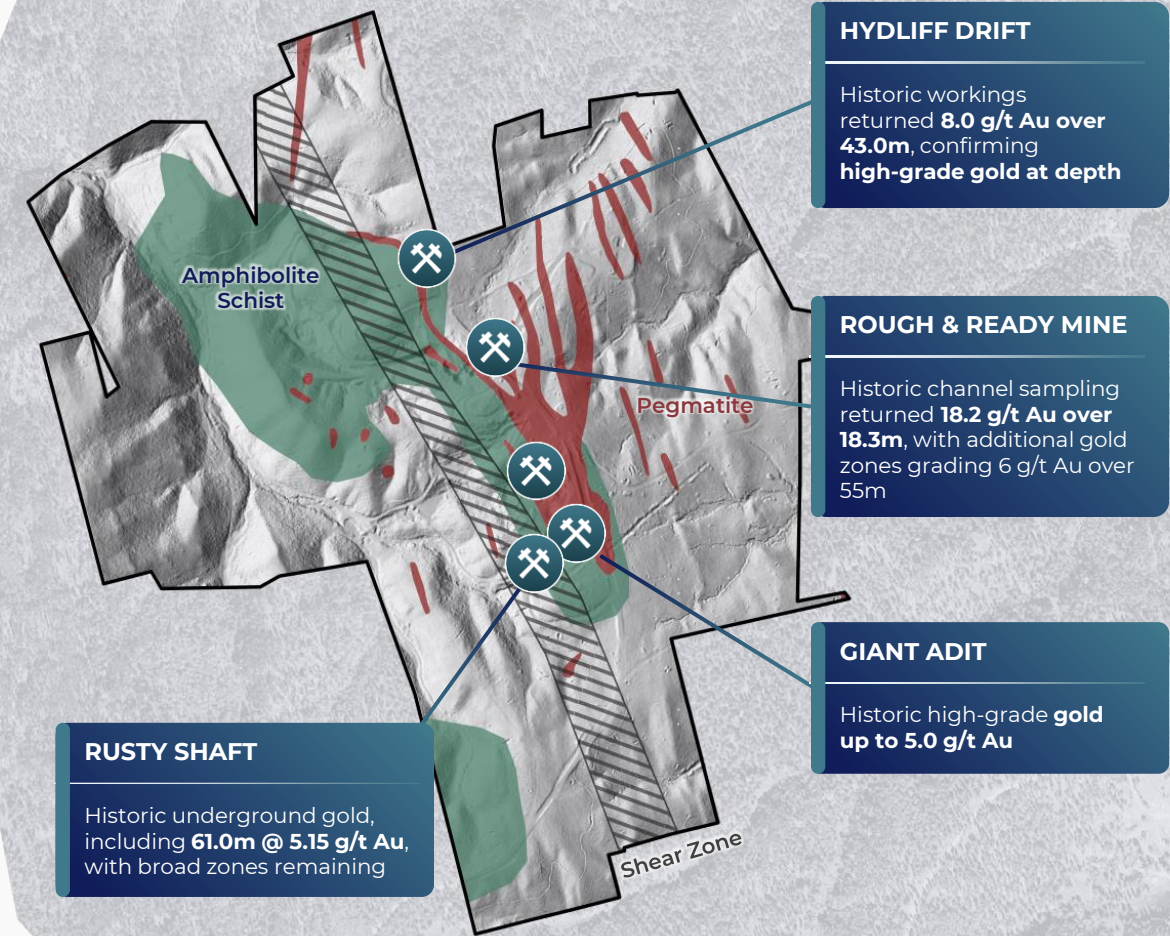 HYDLIFF DRIFT
Historic workings
returned 8.0 g/t Au over
43.0m, confirming
high-grade gold at depth
Amphibolite
Schist
ROUGH & READY MINE
Historic channel sampling
returned 18.2 g/t Au over
18.3m, with additional gold
zones grading 6 g/t Au over
55m
Pegmatite
GIANT ADIT
Historic high-grade gold
up to 5.0 g/t Au
RUSTY SHAFT
Historic underground gold,
including 61.0m @ 5.15 g/t Au,
with broad zones remaining
Shear Zone